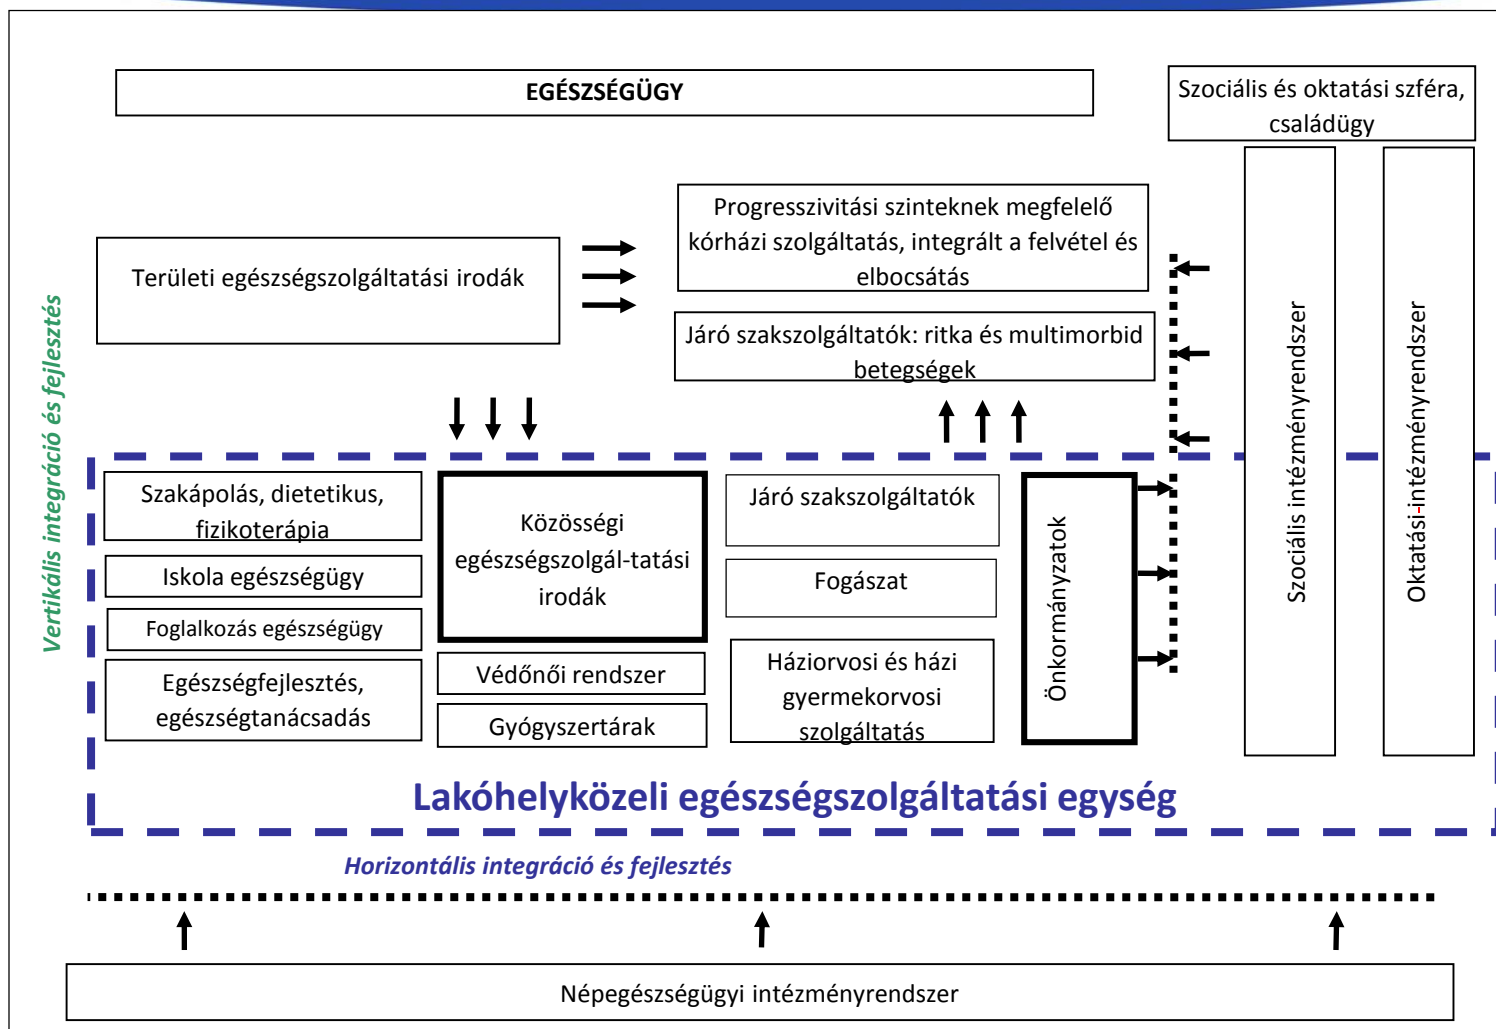 EGÉSZSÉGÜGY
Szociális és oktatási szféra,
családügy
Vertikális integráció és fejlesztés
Területi egészségszolgáltatási irodák
Progresszivitási szinteknek megfelelő
kórházi szolgáltatás, integrált a felvétel és
elbocsátás
Járó szakszolgáltatók: ritka és multimorbid
betegségek
Szociális intézményrendszer
Oktatási-intézményrendszer
Szakápolás, dietetikus,
fizikoterápia
Iskola egészségügy
Foglalkozás egészségügy
Egészségfejlesztés,
egészségtanácsadás
Közösségi
egészségszolgál-tatási
irodák
Védőnői rendszer
Gyógyszertárak
Járó szakszolgáltatók
Fogászat
Háziorvosi és házi
gyermekorvosi
szolgáltatás
Önkormányzatok
Lakóhelyközeli egészségszolgáltatási egység
Horizontális integráció és fejlesztés
Népegészségügyi intézményrendszer